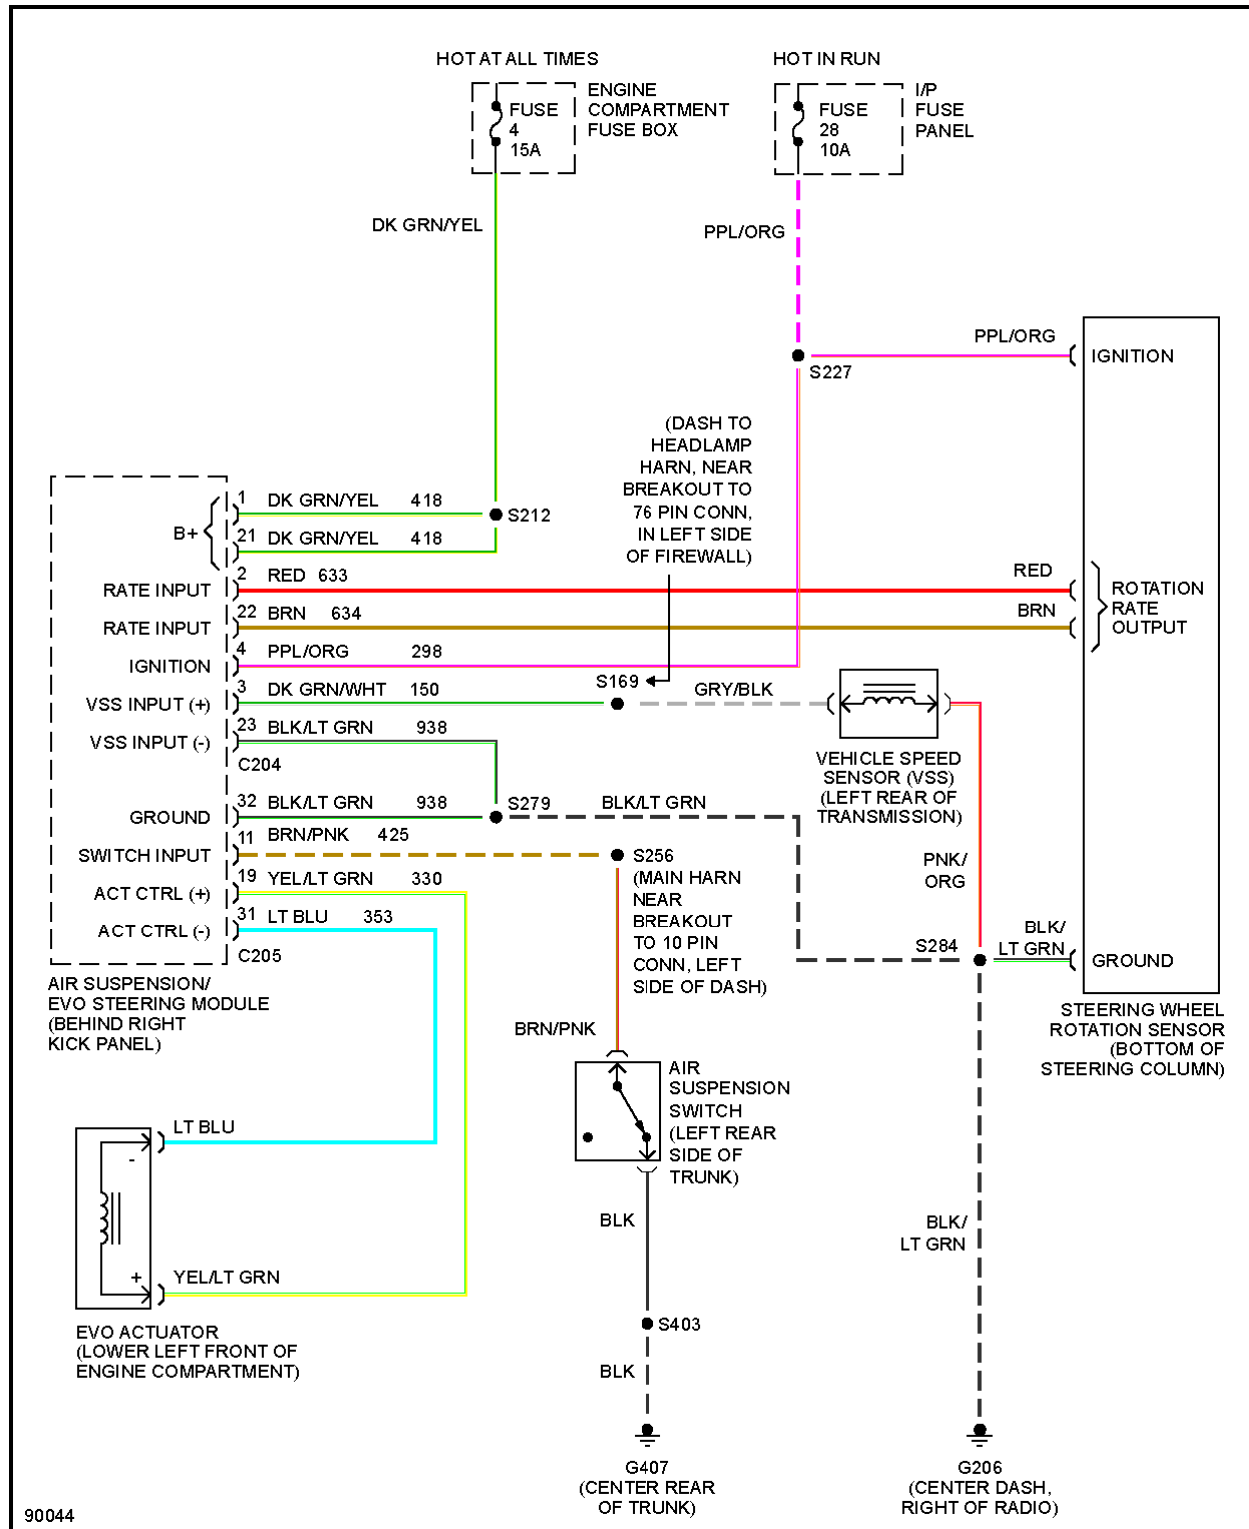 HOT AT ALL TIMES
HOT IN RUN
FUSE
4
15A
ENGINE
COMPARTMENT
FUSE BOX
FUSE
28
10A
I/P
FUSE
PANEL
DK GRN/YEL
PPL/ORG
PPL/ORG
IGNITION
S227
(DASH TO
HEADLAMP
HARN, NEAR
BREAKOUT TO
76 PIN CONN,
IN LEFT SIDE
OF FIREWALL)
B+
1
DK GRN/YEL 418
S212
21
DK GRN/YEL 418
RATE INPUT
2
RED 633
RED
RATE INPUT
22
BRN 634
BRN
ROTATION
RATE
OUTPUT
IGNITION
4
PPL/ORG 298
VSS INPUT (+)
3
DK GRN/WHT 150
S169
GRY/BLK
VSS INPUT (-)
23
BLK/LT GRN 938
C204
VEHICLE SPEED
SENSOR (VSS)
(LEFT REAR OF
TRANSMISSION)
GROUND
32
BLK/LT GRN 938
S279
BLK/LT GRN
SWITCH INPUT
11
BRN/PNK 425
S256
(MAIN HARN
NEAR
BREAKOUT
TO 10 PIN
CONN, LEFT
SIDE OF DASH)
PNK/
ORG
ACT CTRL (+)
19
YEL/LT GRN 330
ACT CTRL (-)
31
LT BLU 353
C205
S284
BLK/
LT GRN
GROUND
AIR SUSPENSION/
EVO STEERING MODULE
(BEHIND RIGHT
KICK PANEL)
STEERING WHEEL
ROTATION SENSOR
(BOTTOM OF
STEERING COLUMN)
BRN/PNK
AIR
SUSPENSION
SWITCH
(LEFT REAR
SIDE OF
TRUNK)
LT BLU
-
+
YEL/LT GRN
EVO ACTUATOR
(LOWER LEFT FRONT OF
ENGINE COMPARTMENT)
BLK
BLK/
LT GRN
S403
BLK
G407
(CENTER REAR
OF TRUNK)
G206
(CENTER DASH,
RIGHT OF RADIO)
90044